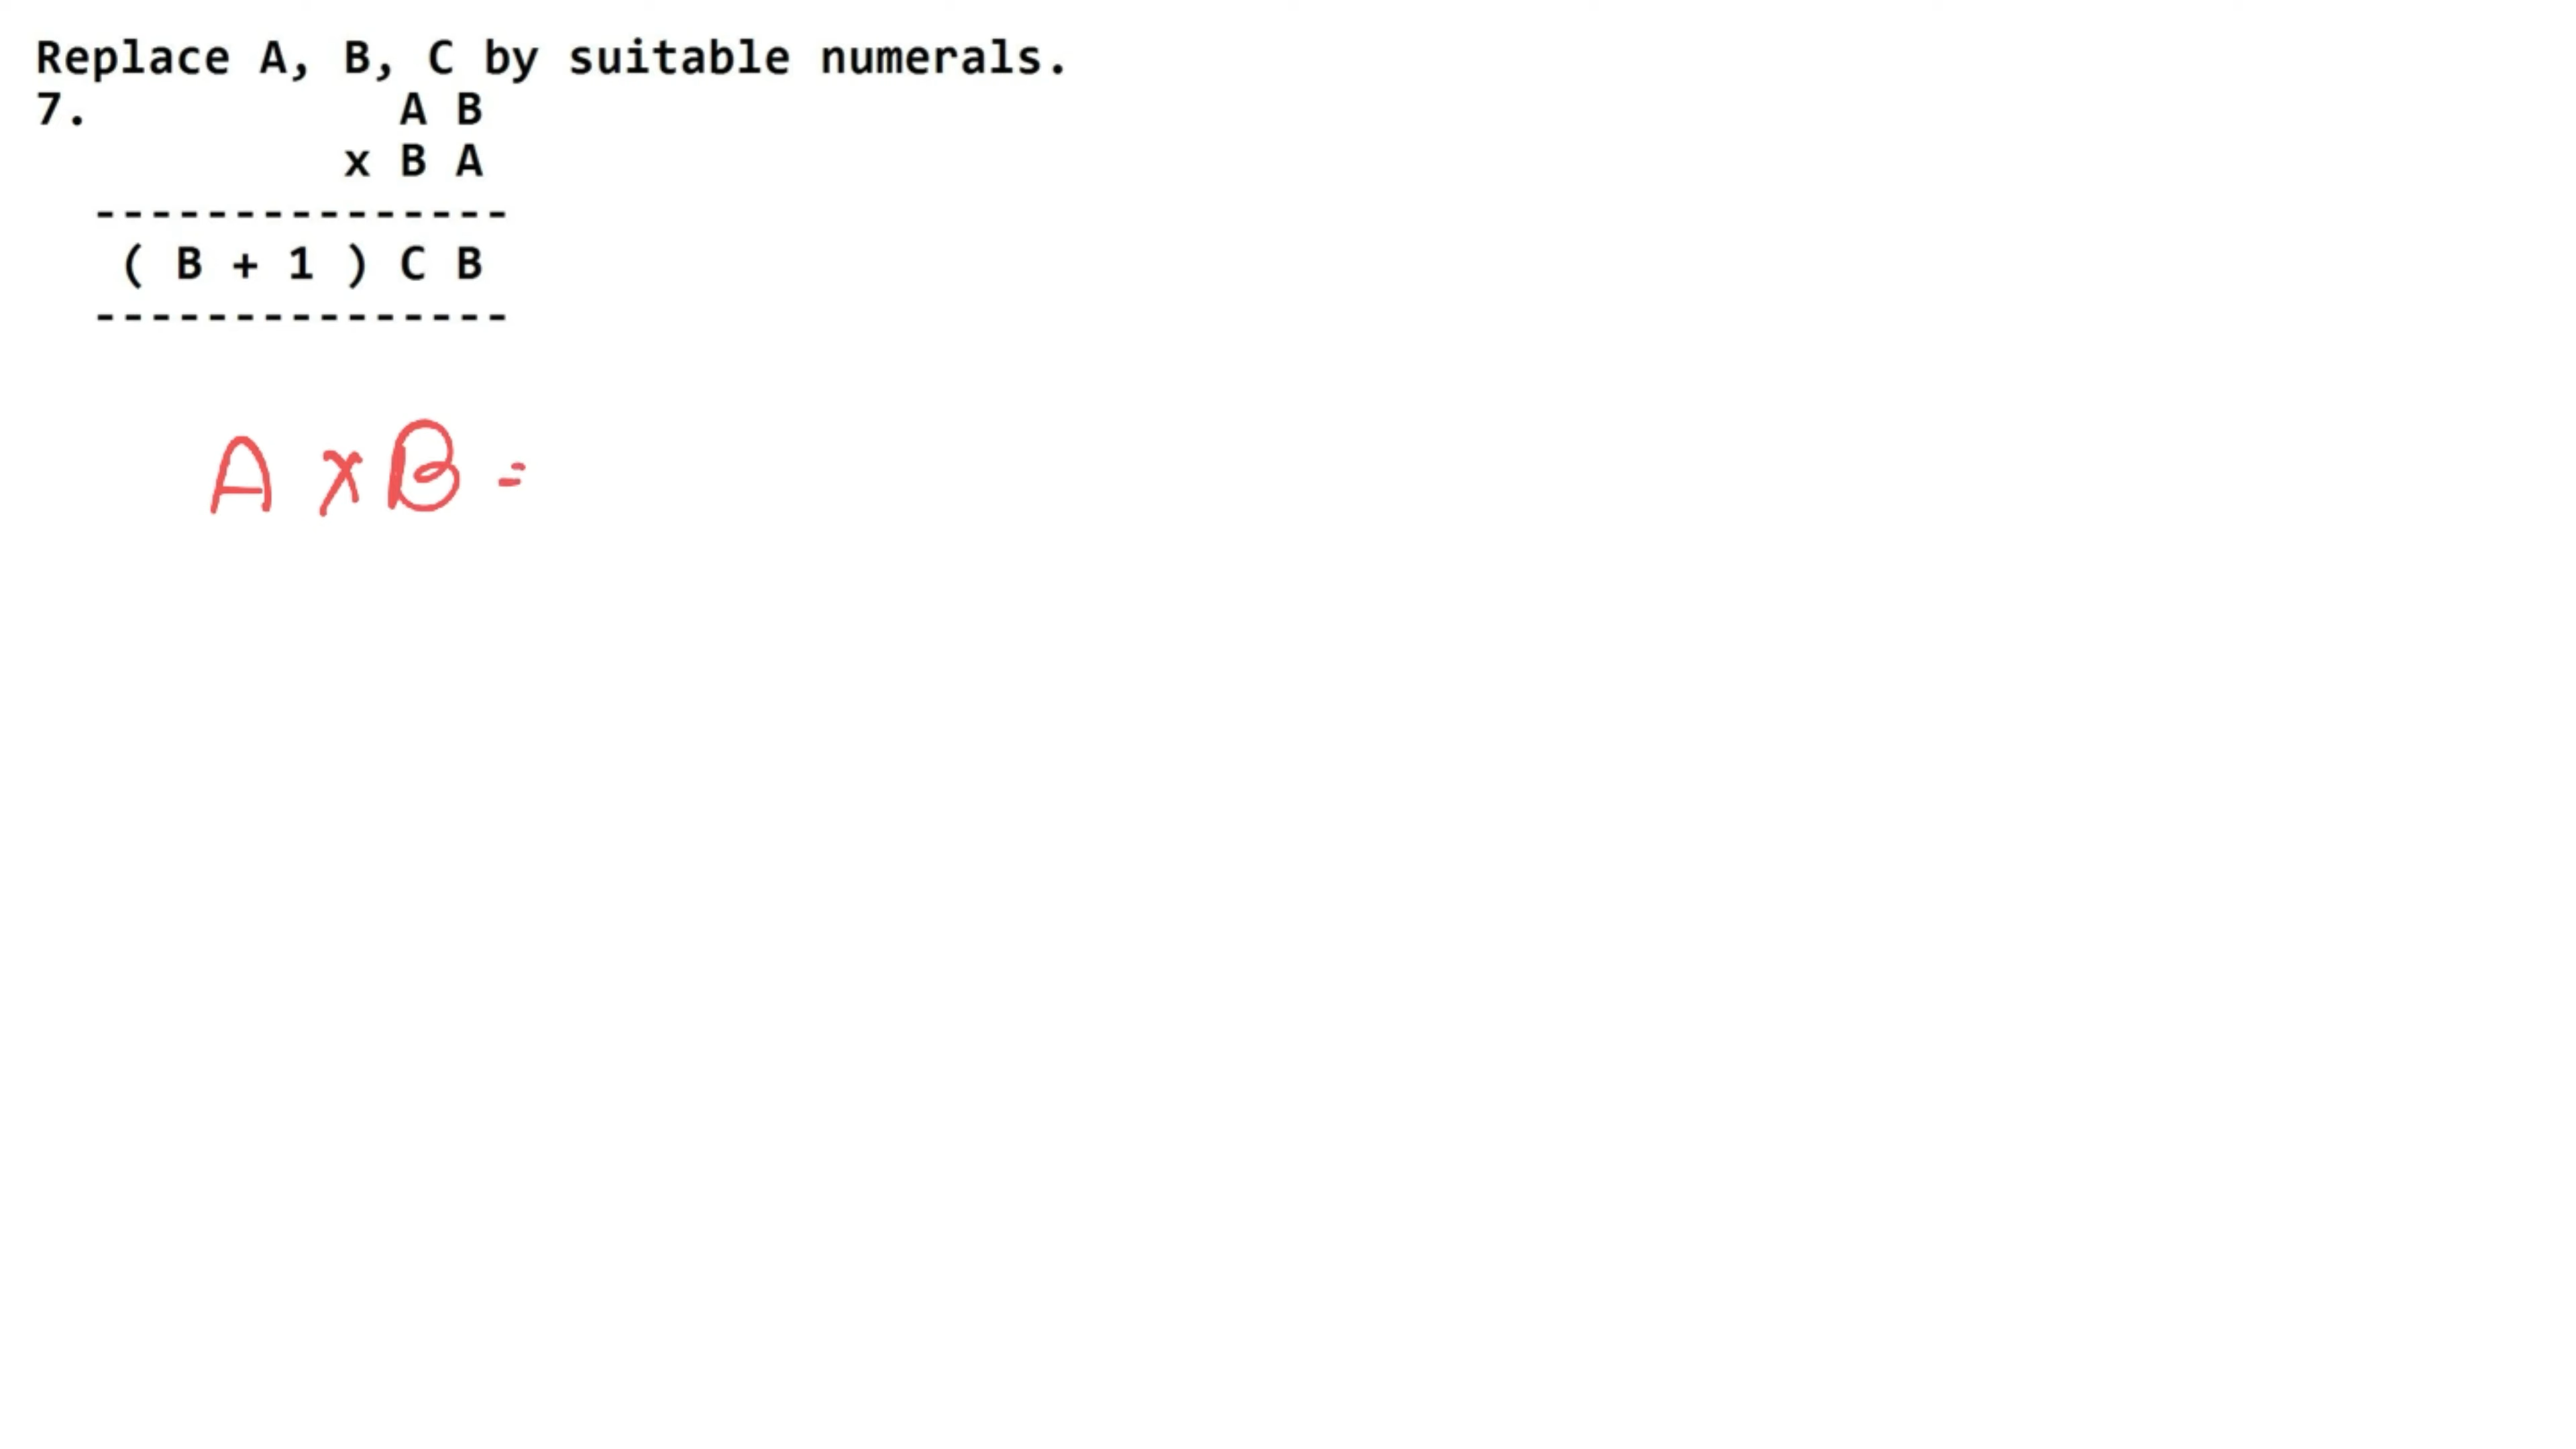 Replace A, B, C by suitable numerals.
7. A B
x B A
---------------
( B + 1 ) C B
---------------
A x B =